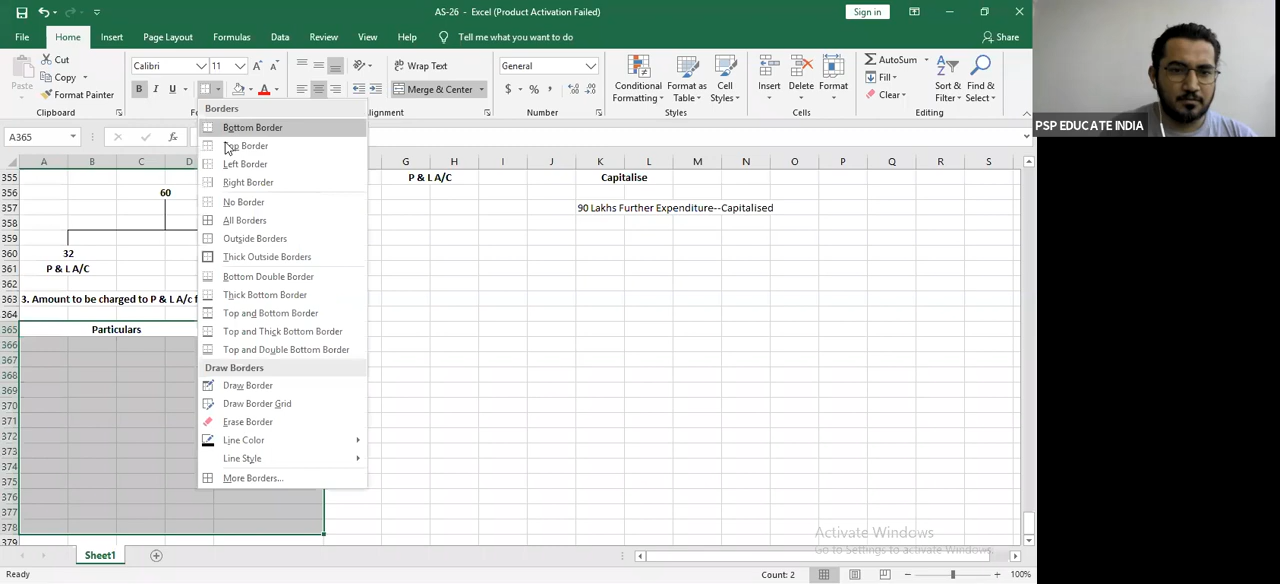 AS-26 - Excel (Product Activation Failed)
Sign in
File Home Insert Page Layout Formulas Data Review View Help Tell me what you want to do
Share
Paste
Cut
Copy
Format Painter
Clipboard
Calibri 11
B I U
Wrap Text
Merge & Center
General
$ % ,
Conditional Formatting
Format as Table
Cell Styles
Styles
Insert Delete Format
Cells
AutoSum
Fill
Clear
Sort & Filter
Find & Select
Editing
PSP EDUCATE INDIA
A365
fx
Borders
Bottom Border
Border
Left Border
Right Border
No Border
All Borders
Outside Borders
Thick Outside Borders
Bottom Double Border
Thick Bottom Border
Top and Bottom Border
Top and Thick Bottom Border
Top and Double Bottom Border
Draw Borders
Draw Border
Draw Border Grid
Erase Border
Line Color
Line Style
More Borders...
A B C D G H I J K L M N O P Q R S
355 P & L A/C Capitalise
356 60
357 90 Lakhs Further Expenditure--Capitalised
358
359
360 32
361 P & L A/C
362
363 3. Amount to be charged to P & L A/c
364
365 Particulars
366
367
368
369
370
371
372
373
374
375
376
377
378
379
Activate Windows
Go to Settings to activate Windows.
Sheet1
Ready
Count: 2
100%